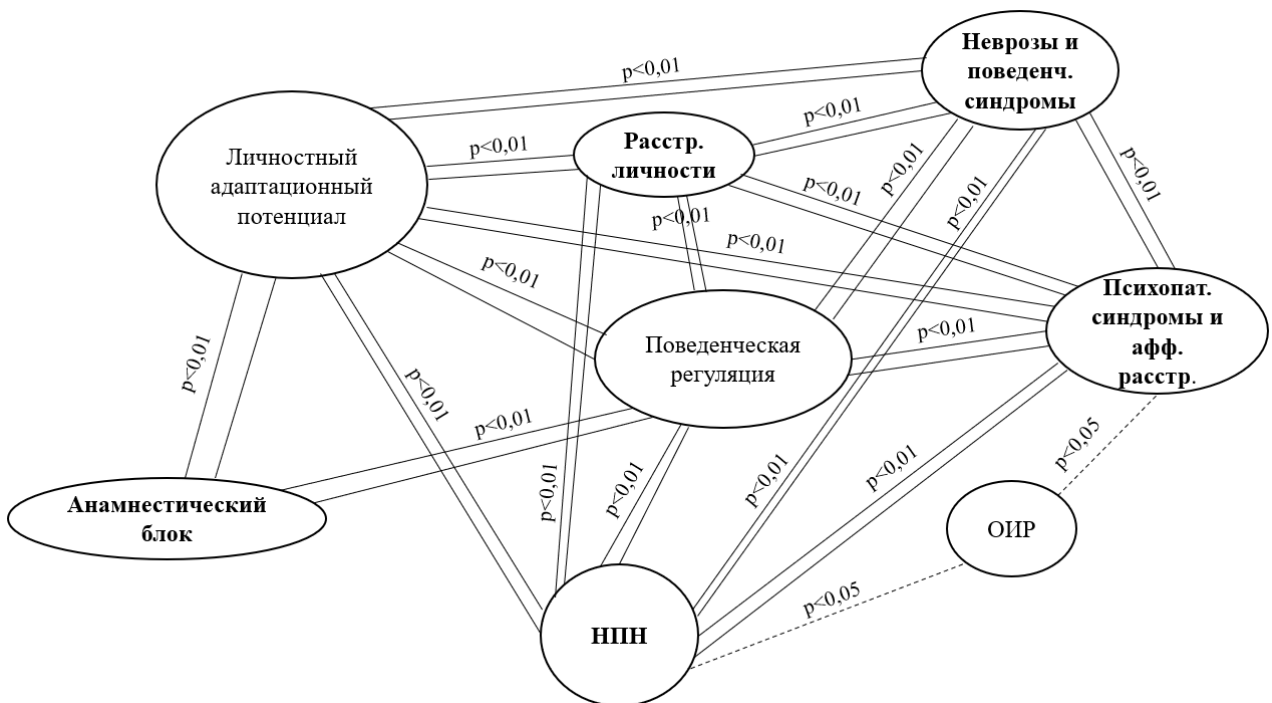 Неврозы и
поведенч.
синдромы
p<0,01
p<0,01
Личностный
адаптационный
потенциал
p<0,01
Расстр.
личности
p<0,01
p<0,01
p<0,01
p<0,01
p<0,01
p<0,01
p<0,01
Психопат.
синдромы и
афф.
расстр.
Поведенческая
регуляция
p<0,01
p<0,01
p<0,01
p<0,01
p<0,05
p<0,01
p<0,01
p<0,01
p<0,01
Анамнестический
блок
ОИР
p<0,05
НПН